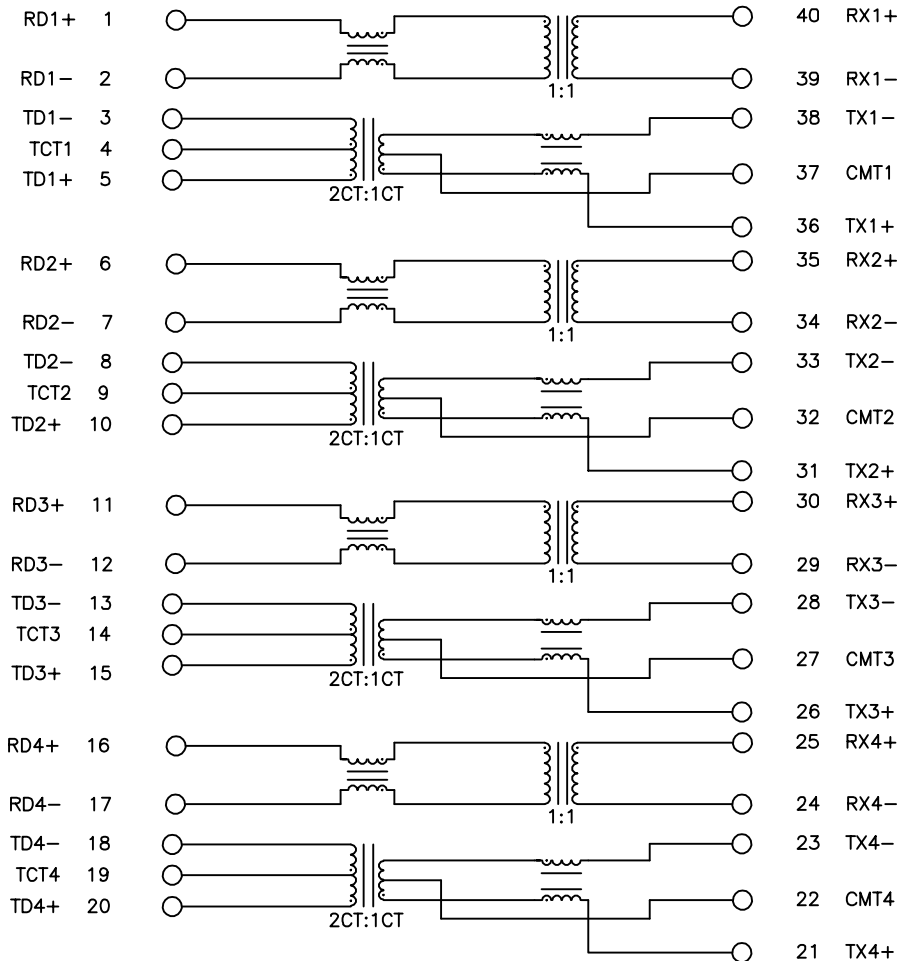 RD1+ 1 40 RX1+
RD1− 2 39 RX1−
1:1
TD1− 3 38 TX1−
TCT1 4
37 CMT1
TD1+ 5
2CT:1CT
36 TX1+
RD2+ 6 35 RX2+
RD2− 7 34 RX2−
1:1
TD2− 8 33 TX2−
TCT2 9
32 CMT2
TD2+ 10
2CT:1CT
31 TX2+
RD3+ 11 30 RX3+
RD3− 12 29 RX3−
1:1
TD3− 13 28 TX3−
TCT3 14
27 CMT3
TD3+ 15
2CT:1CT
26 TX3+
RD4+ 16 25 RX4+
RD4− 17 24 RX4−
1:1
TD4− 18 23 TX4−
TCT4 19
22 CMT4
TD4+ 20
2CT:1CT
21 TX4+